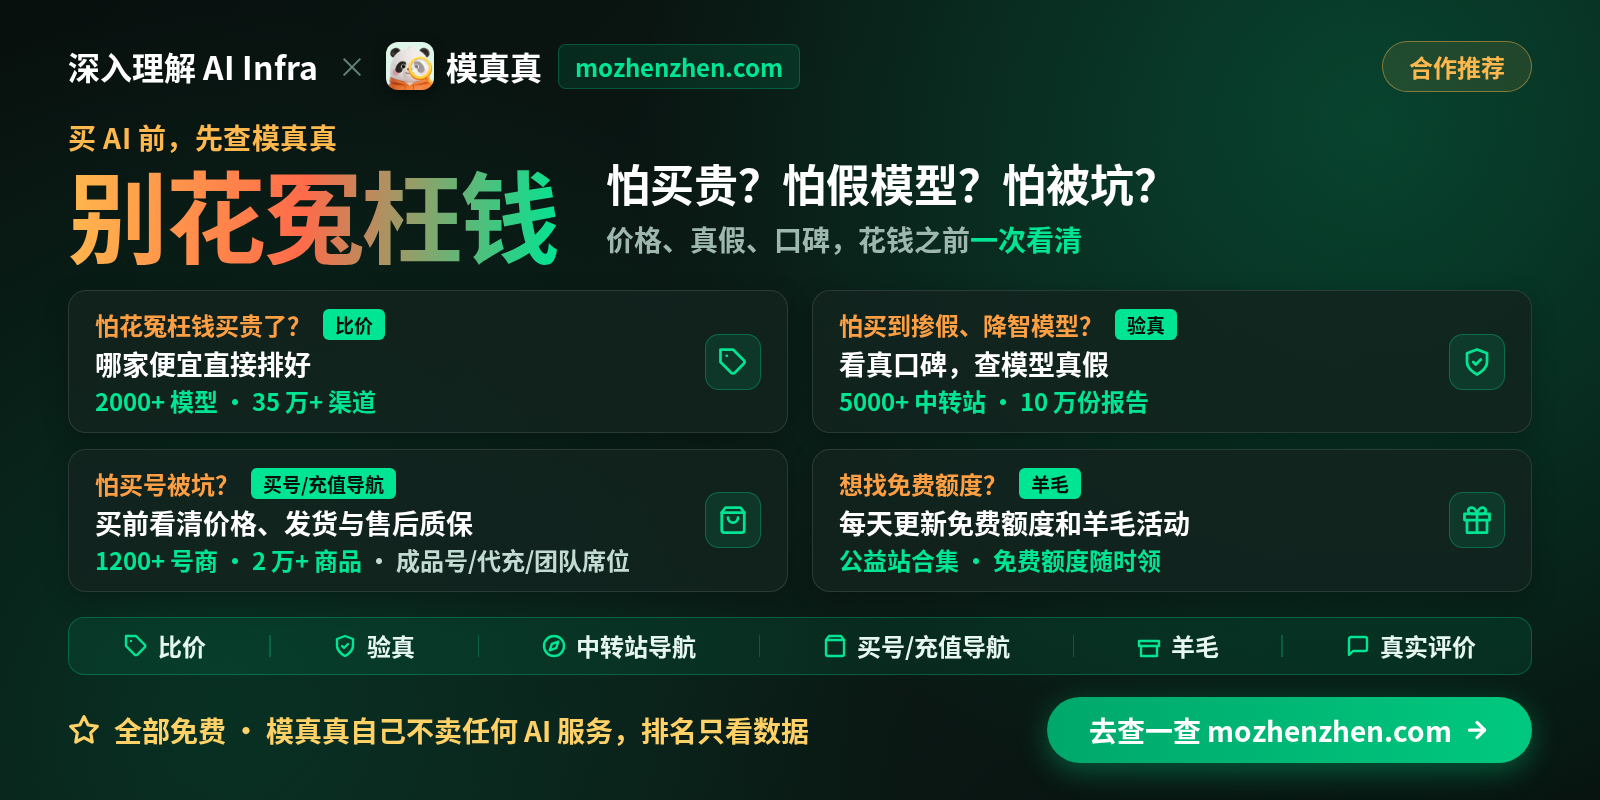 深入理解 AI Infra × 模真真 mozhenzhen.com
合作推荐
买 AI 前，先查模真真
别花冤枉钱
怕买贵？怕假模型？怕被坑？
价格、真假、口碑，花钱之前一次看清
怕花冤枉钱买贵了？ 比价
哪家便宜直接排好
2000+ 模型 · 35 万+ 渠道
怕买到掺假、降智模型？ 验真
看真口碑，查模型真假
5000+ 中转站 · 10 万份报告
怕买号被坑？ 买号/充值导航
买前看清价格、发货与售后质保
1200+ 号商 · 2 万+ 商品 · 成品号/代充/团队席位
想找免费额度？ 羊毛
每天更新免费额度和羊毛活动
公益站合集 · 免费额度随时领
比价 验真 中转站导航 买号/充值导航 羊毛 真实评价
全部免费 · 模真真自己不卖任何 AI 服务，排名只看数据
去查一查 mozhenzhen.com →